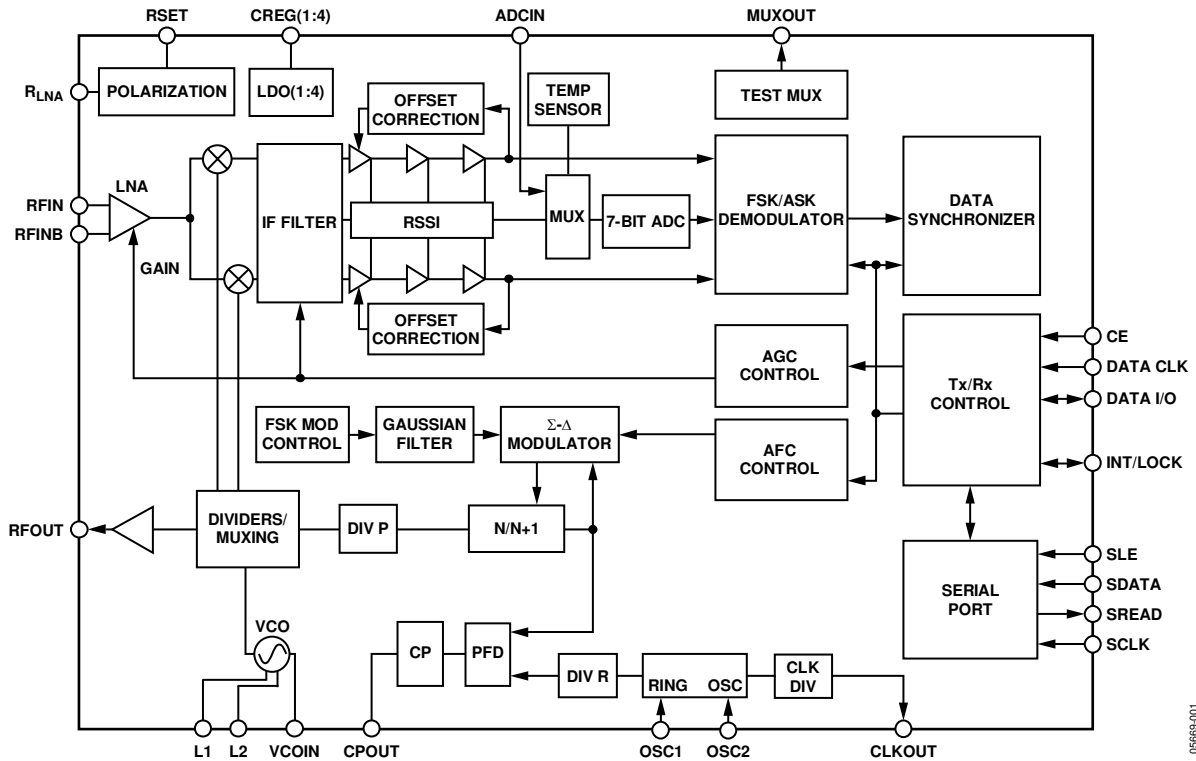 RSET
CREG(1:4)
ADCIN
MUXOUT
RLNA
POLARIZATION
LDO(1:4)
OFFSET
CORRECTION
TEMP
SENSOR
TEST MUX
LNA
RFIN
RFINB
GAIN
IF FILTER
RSSI
MUX
7-BIT ADC
FSK/ASK
DEMODULATOR
DATA
SYNCHRONIZER
OFFSET
CORRECTION
AGC
CONTROL
Tx/Rx
CONTROL
CE
DATA CLK
DATA I/O
INT/LOCK
FSK MOD
CONTROL
GAUSSIAN
FILTER
Σ-Δ
MODULATOR
AFC
CONTROL
RFOUT
DIVIDERS/
MUXING
DIV P
N/N+1
SERIAL
PORT
SLE
SDATA
SREAD
SCLK
VCO
CP
PFD
DIV R
RING
OSC
CLK
DIV
L1
L2
VCOIN
CPOUT
OSC1
OSC2
CLKOUT
05669-001